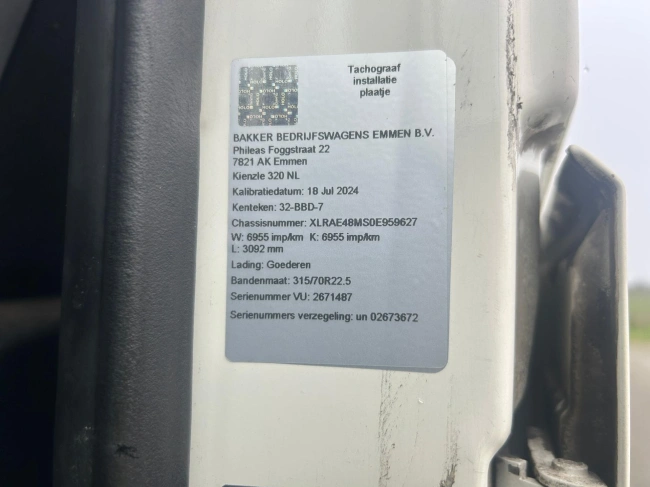 Tachograaf
installatie
plaatje
BAKKER BEDRIJFSWAGENS EMMEN B.V.
Phileas Foggstraat 22
7821 AK Emmen
Kienzle 320 NL
Kalibratiedatum: 18 Jul 2024
Kenteken: 32-BBD-7
Chassisnummer: XLRAE48MS0E959627
W: 6955 imp/km K: 6955 imp/km
L: 3092 mm
Lading: Goederen
Bandenmaat: 315/70R22.5
Serienummer VU: 2671487
Serienummers verzegeling: un 02673672